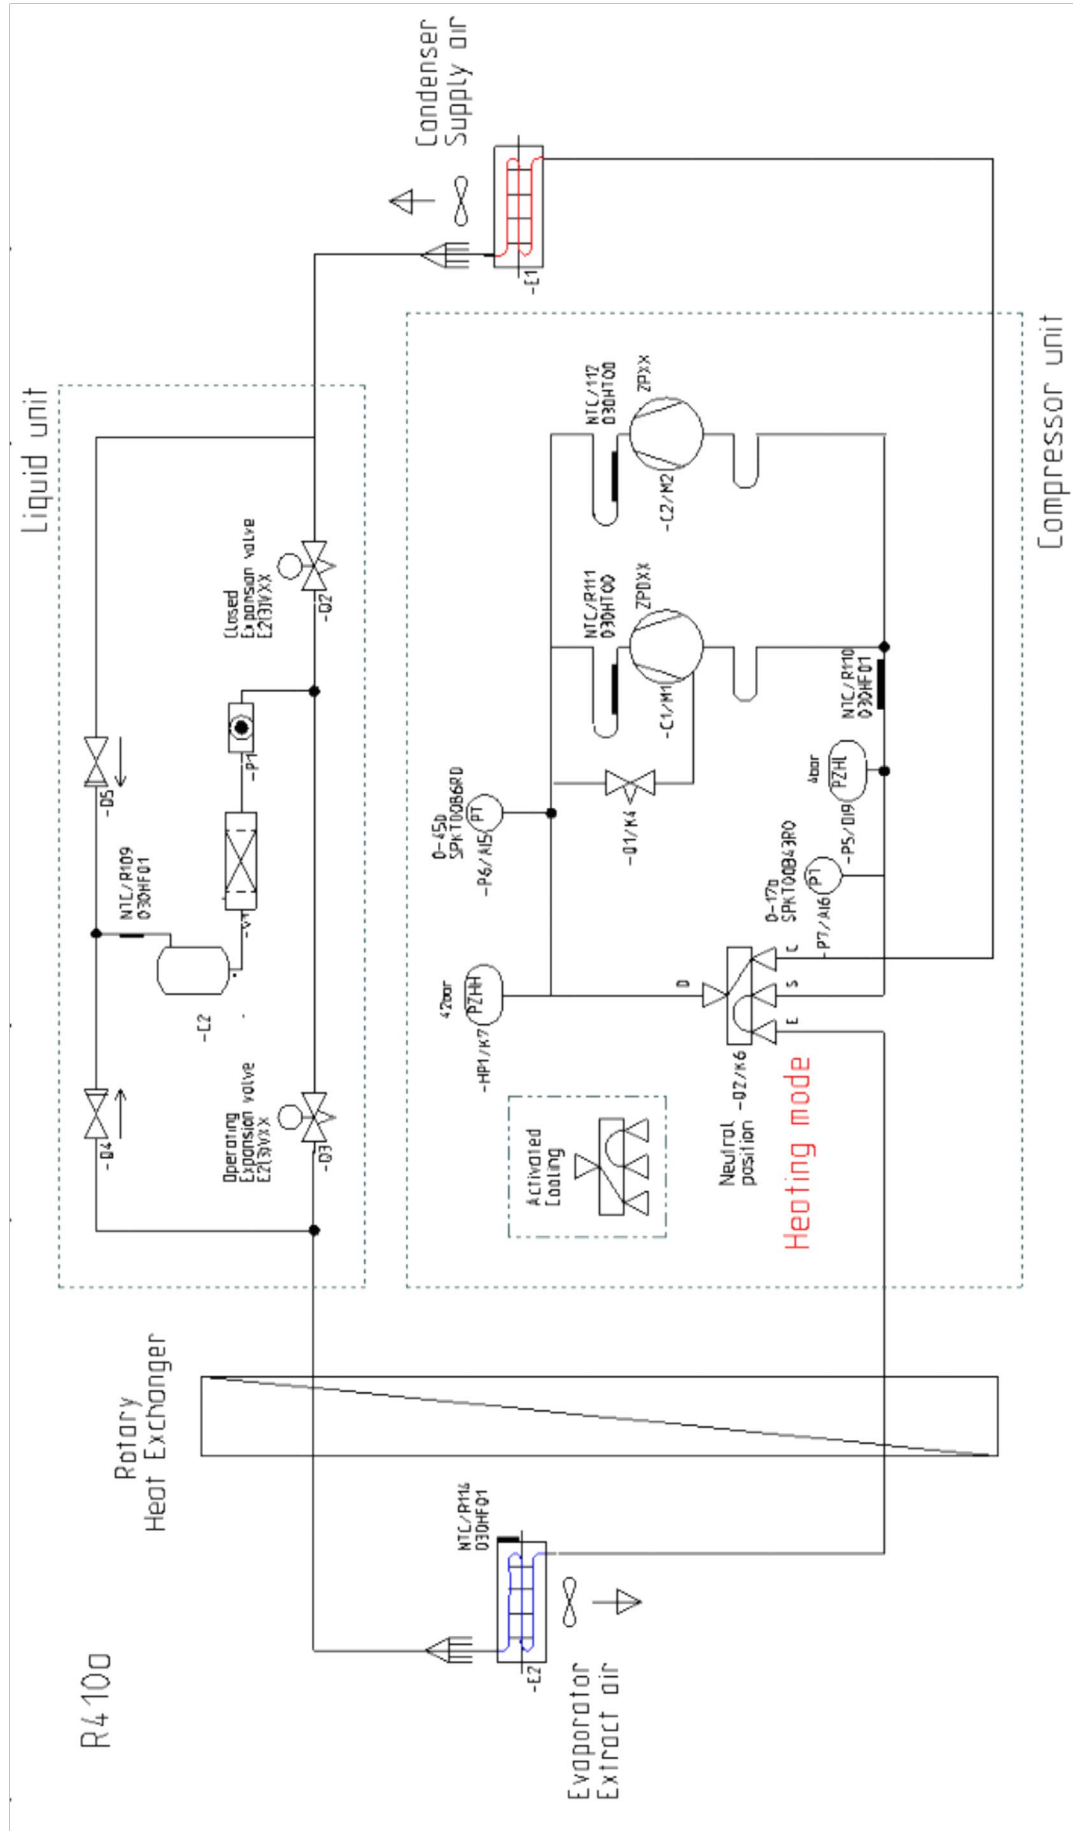 R410a
Liquid unit
Condenser
Supply air
-E1
Closed
Expansion valve
E2(3)VXX
-Q2
-Q5
-P1
NTC/R109
030HF01
-V1
-C2
-Q4
Operating
Expansion valve
E2(3)VXX
-Q3
Rotary
Heat Exchanger
NTC/R114
030HF01
-E2
Evaporator
Extract air
Compressor unit
NTC/112
030HT00
ZPXX
-C2/M2
NTC/R111
030HT00
ZPDXX
-C1/M1
0-45b
SPKT00B6RD
-P6/AI5
PT
-Q1/K4
42bar
PZHH
-HP1/K7
NTC/R110
030HF01
4bar
PZHL
-P5/DI9
0-17b
SPKT00B43R0
-P7/AI6
PT
D
E
S
C
Neutral
position
-Q2/K6
Heating mode
Activated
Cooling